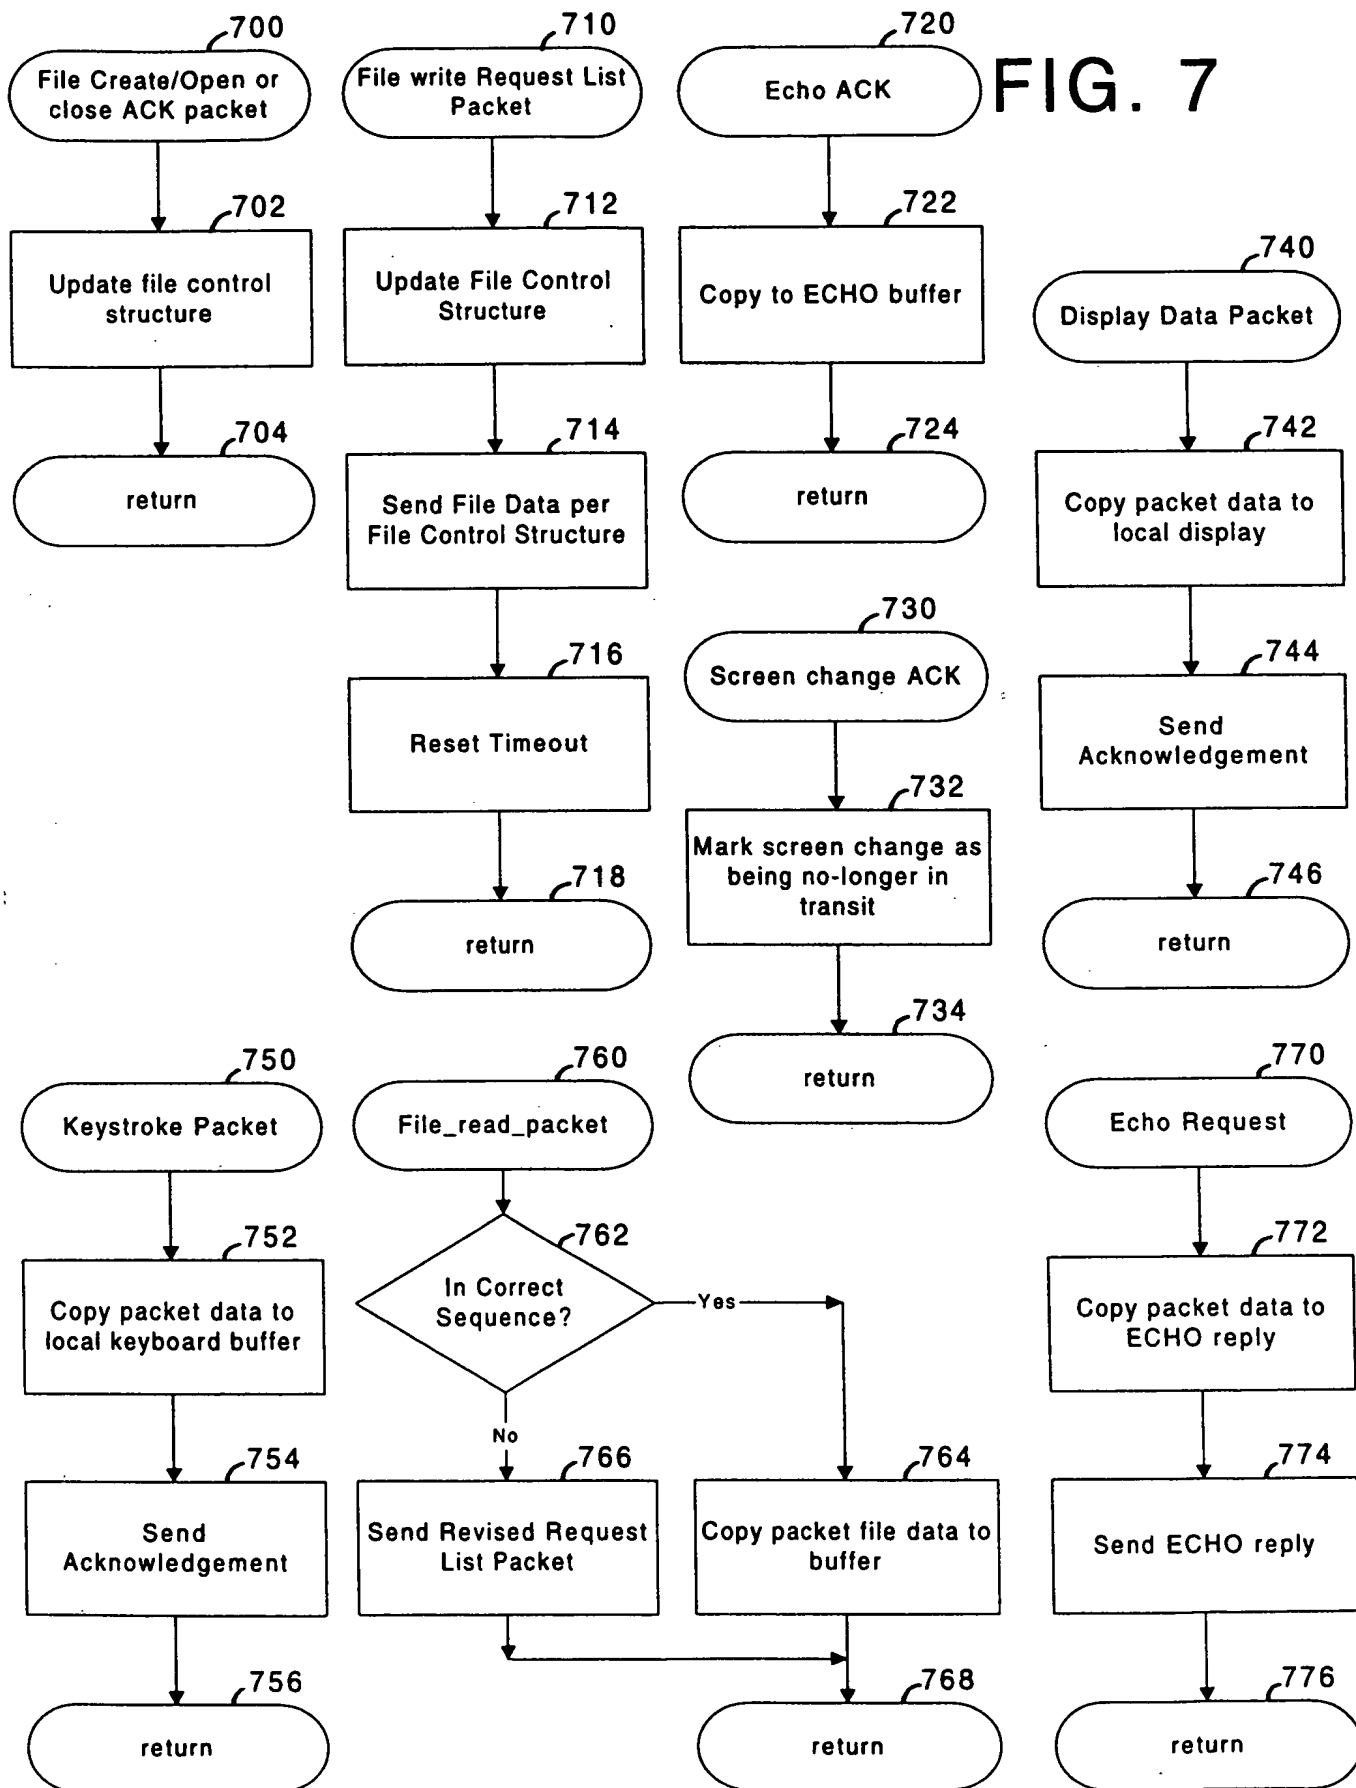 FIG. 7
700
File Create/Open or
close ACK packet
702
Update file control
structure
704
return
710
File write Request List
Packet
712
Update File Control
Structure
714
Send File Data per
File Control Structure
716
Reset Timeout
718
return
720
Echo ACK
722
Copy to ECHO buffer
724
return
730
Screen change ACK
732
Mark screen change as
being no-longer in
transit
734
return
740
Display Data Packet
742
Copy packet data to
local display
744
Send
Acknowledgement
746
return
750
Keystroke Packet
752
Copy packet data to
local keyboard buffer
754
Send
Acknowledgement
756
return
760
File_read_packet
762
In Correct
Sequence?
Yes
No
766
Send Revised Request
List Packet
764
Copy packet file data to
buffer
768
return
770
Echo Request
772
Copy packet data to
ECHO reply
774
Send ECHO reply
776
return